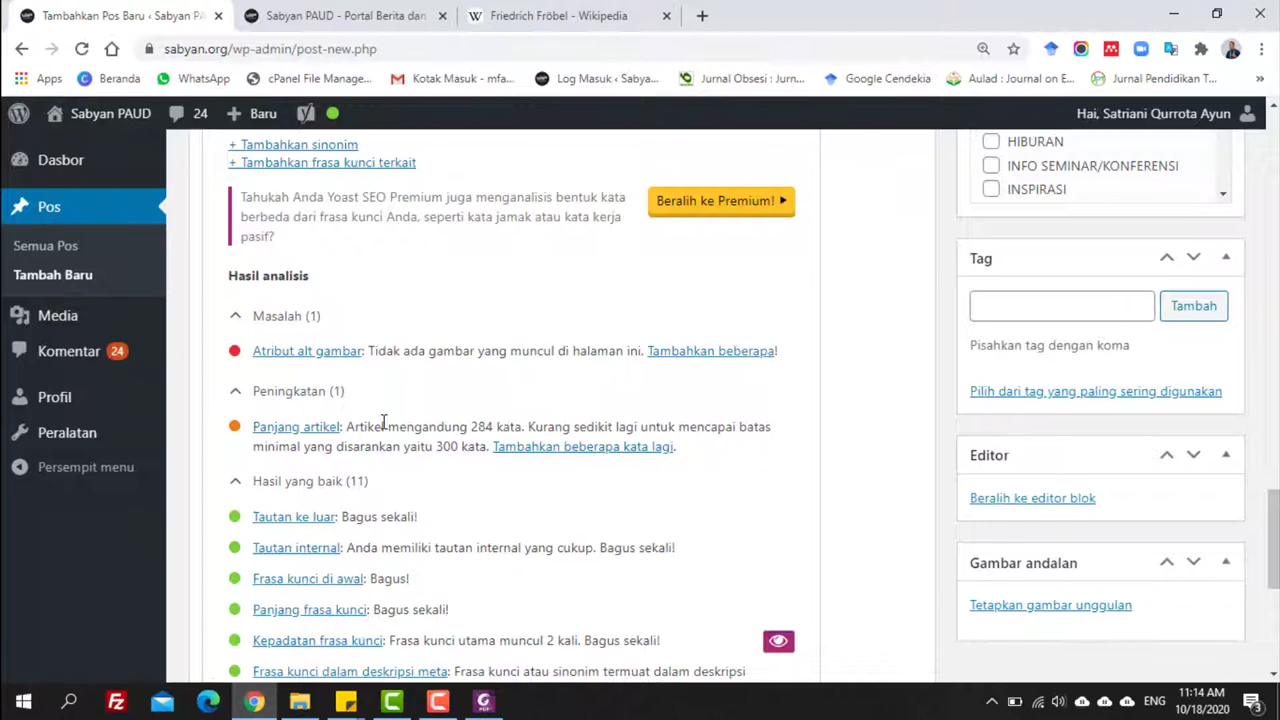 Tambahkan Pos Baru ‹ Sabyan P
Sabyan PAUD - Portal Berita dan
Friedrich Fröbel - Wikipedia
sabyan.org/wp-admin/post-new.php
Apps
Beranda
WhatsApp
cPanel File Manage...
Kotak Masuk - mfa...
Log Masuk ‹ Sabya...
Jurnal Obsesi : Jurn...
Google Cendekia
Aulad : Journal on E...
Jurnal Pendidikan T...
Sabyan PAUD
24
Baru
Hai, Satriani Qurrota Ayun
Dasbor
Pos
Semua Pos
Tambah Baru
Media
Komentar 24
Profil
Peralatan
Persempit menu
+ Tambahkan sinonim
+ Tambahkan frasa kunci terkait
Tahukah Anda Yoast SEO Premium juga menganalisis bentuk kata
berbeda dari frasa kunci Anda, seperti kata jamak atau kata kerja
pasif?
Beralih ke Premium!
Hasil analisis
Masalah (1)
Atribut alt gambar: Tidak ada gambar yang muncul di halaman ini. Tambahkan beberapa!
Peningkatan (1)
Panjang artikel: Artikel mengandung 284 kata. Kurang sedikit lagi untuk mencapai batas
minimal yang disarankan yaitu 300 kata. Tambahkan beberapa kata lagi.
Hasil yang baik (11)
Tautan ke luar: Bagus sekali!
Tautan internal: Anda memiliki tautan internal yang cukup. Bagus sekali!
Frasa kunci di awal: Bagus!
Panjang frasa kunci: Bagus sekali!
Kepadatan frasa kunci: Frasa kunci utama muncul 2 kali. Bagus sekali!
Frasa kunci dalam deskripsi meta: Frasa kunci atau sinonim termuat dalam deskripsi
HIBURAN
INFO SEMINAR/KONFERENSI
INSPIRASI
Tag
Tambah
Pisahkan tag dengan koma
Pilih dari tag yang paling sering digunakan
Editor
Beralih ke editor blok
Gambar andalan
Tetapkan gambar unggulan
ENG
11:14 AM
10/18/2020
3